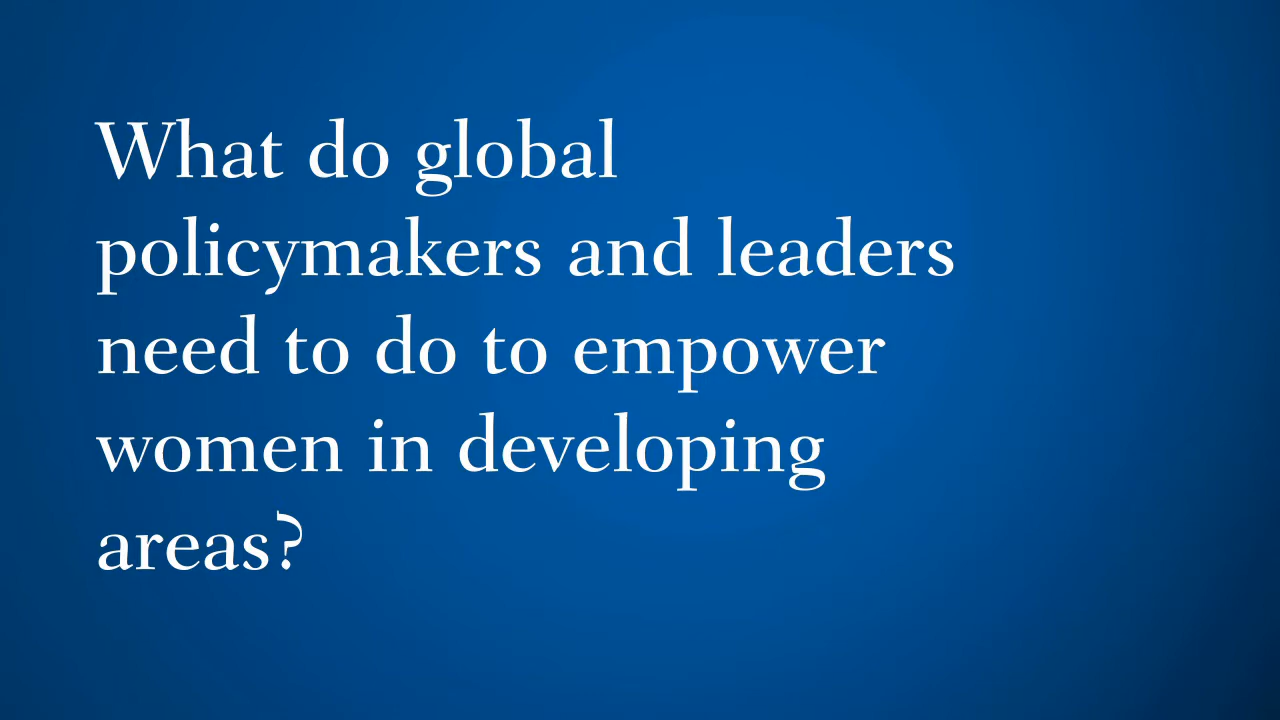 What do global
policymakers and leaders
need to do to empower
women in developing
areas?